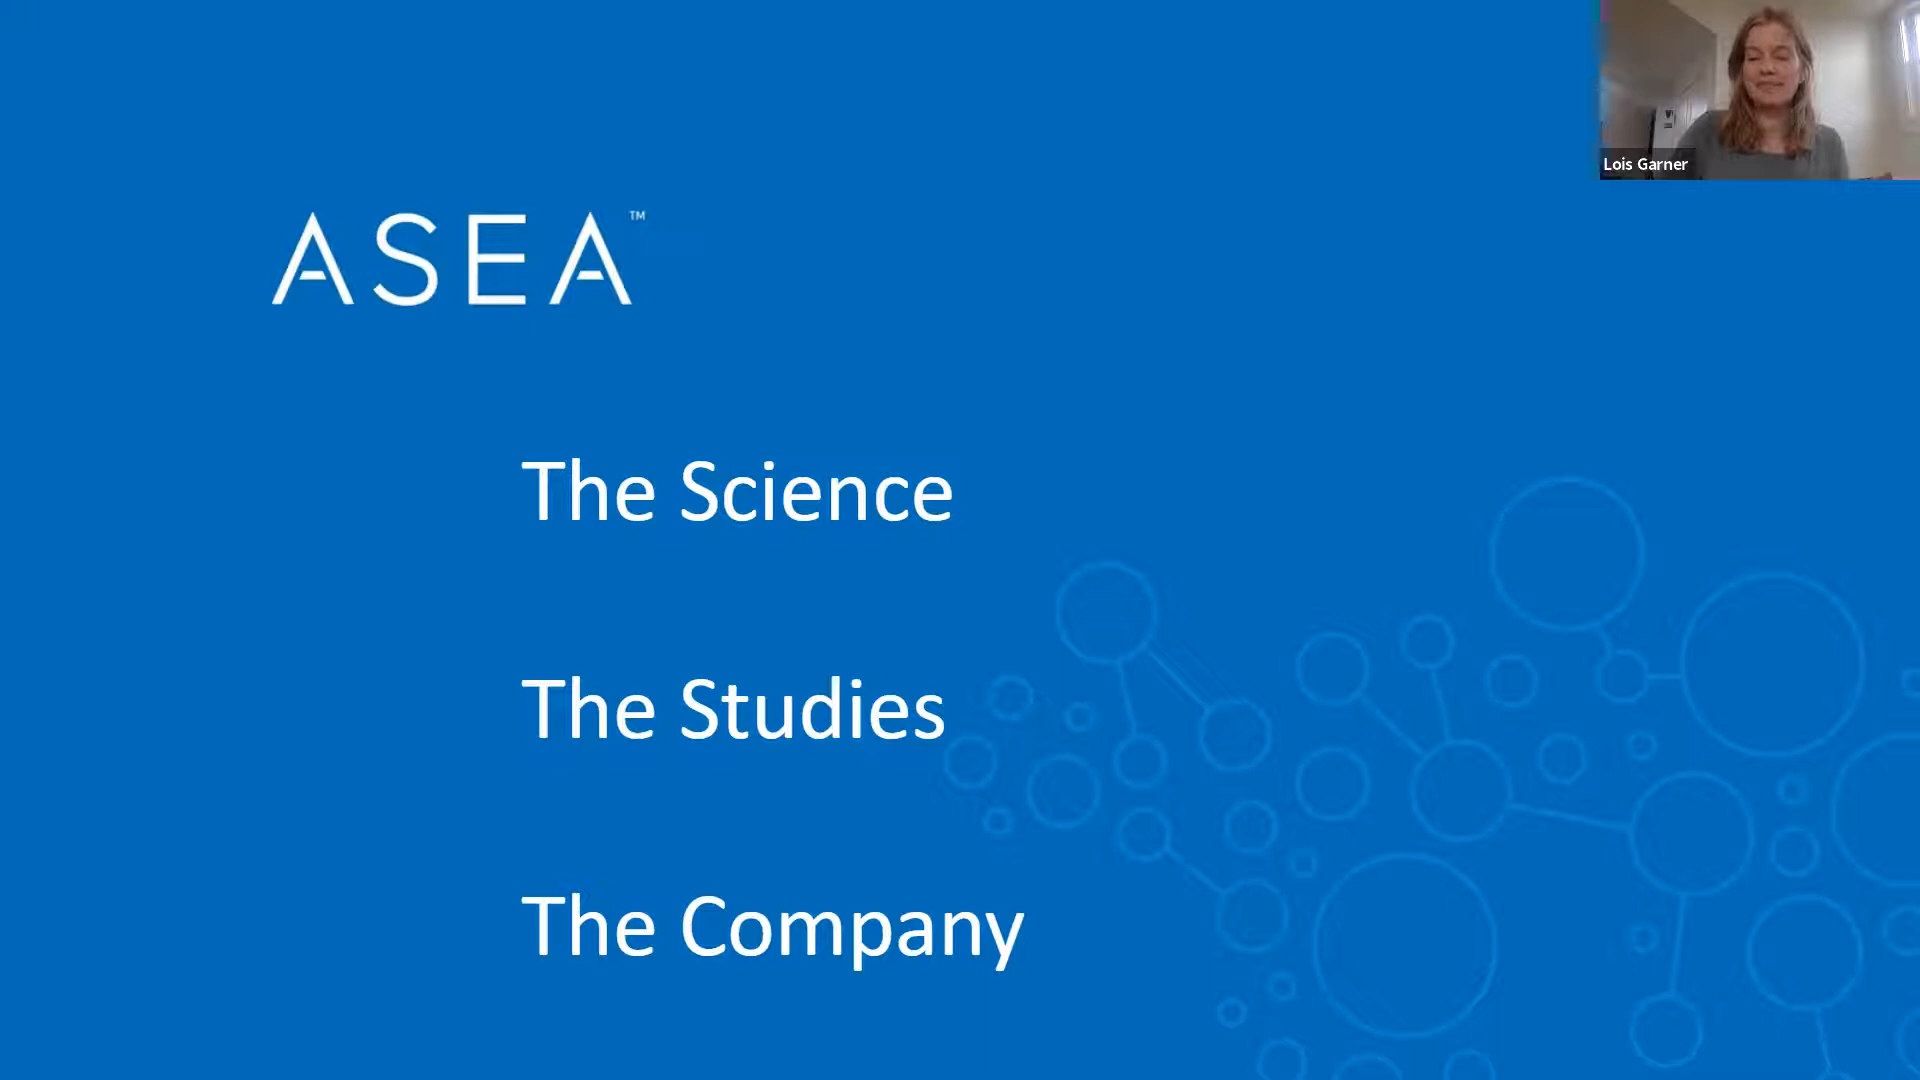 ASEA™
The Science
The Studies
The Company
Lois Garner